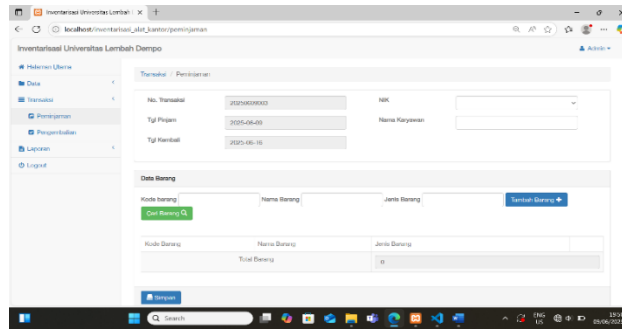 Inventarisasi Universitas Lembah
localhost/inventarisasi_alat_kantor/peminjaman
Inventarisasi Universitas Lembah Dempo
Admin
Halaman Utama
Data
Transaksi
Peminjaman
Pengembalian
Laporan
Logout
Transaksi / Peminjaman
No. Transaksi
NIK
Tgl Pinjam 2025-06-09 Nama Karyawan
Tgl Kembali 2025-06-16
Data Barang
Kode barang Nama Barang Jenis Barang Tambah Barang
Cari Barang
Kode Barang Nama Barang Jenis Barang
Total Barang
Simpan
Search
ENG
US